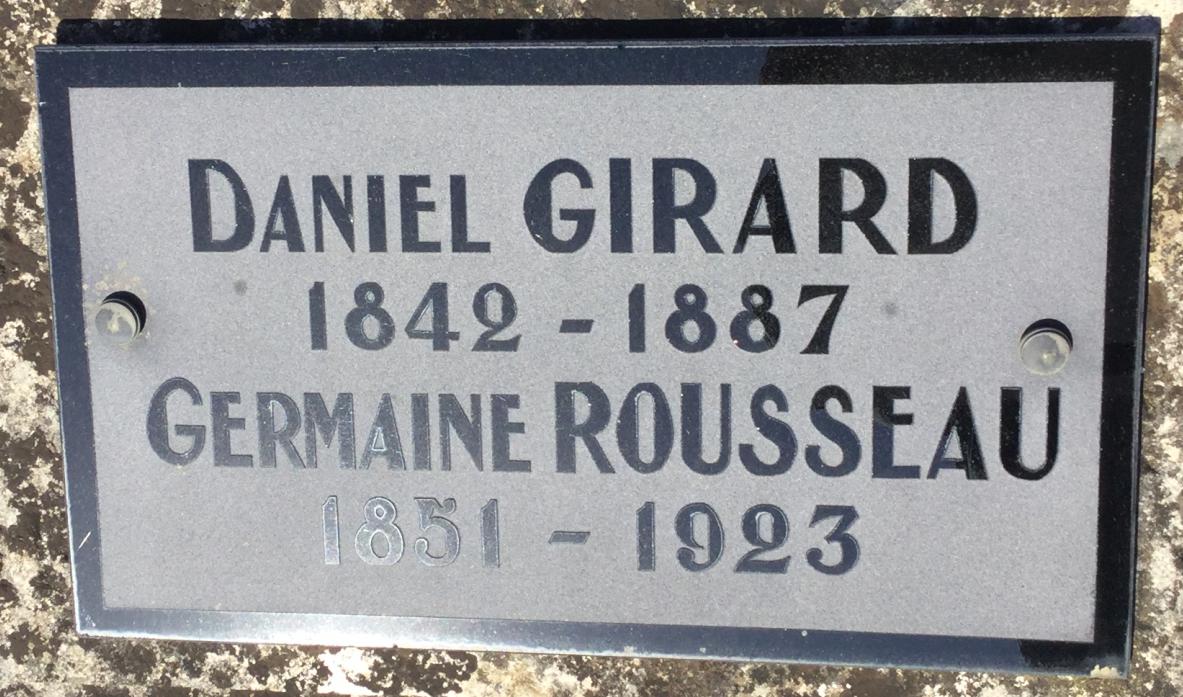 DANIEL GIRARD
1842 - 1887
GERMAINE ROUSSEAU
1851 - 1923